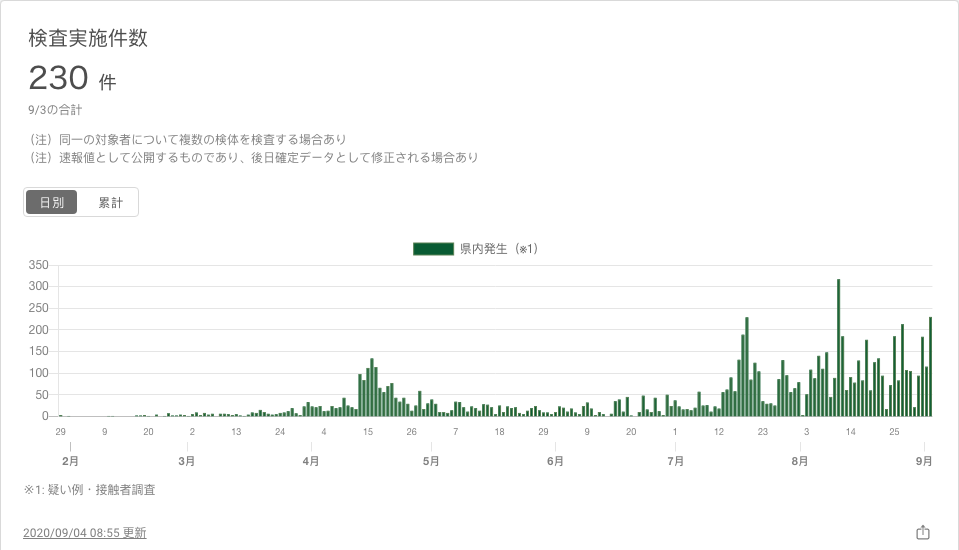 検査実施件数
230 件
9/3の合計
（注）同一の対象者について複数の検体を検査する場合あり
（注）速報値として公開するものであり、後日確定データとして修正される場合あり
日別 累計
県内発生（※1）
350
300
250
200
150
100
50
0
29 9 20 2 13 24 4 15 26 7 18 29 9 20 1 12 23 3 14 25
2月 3月 4月 5月 6月 7月 8月 9月
※1: 疑い例・接触者調査
2020/09/04 08:55 更新